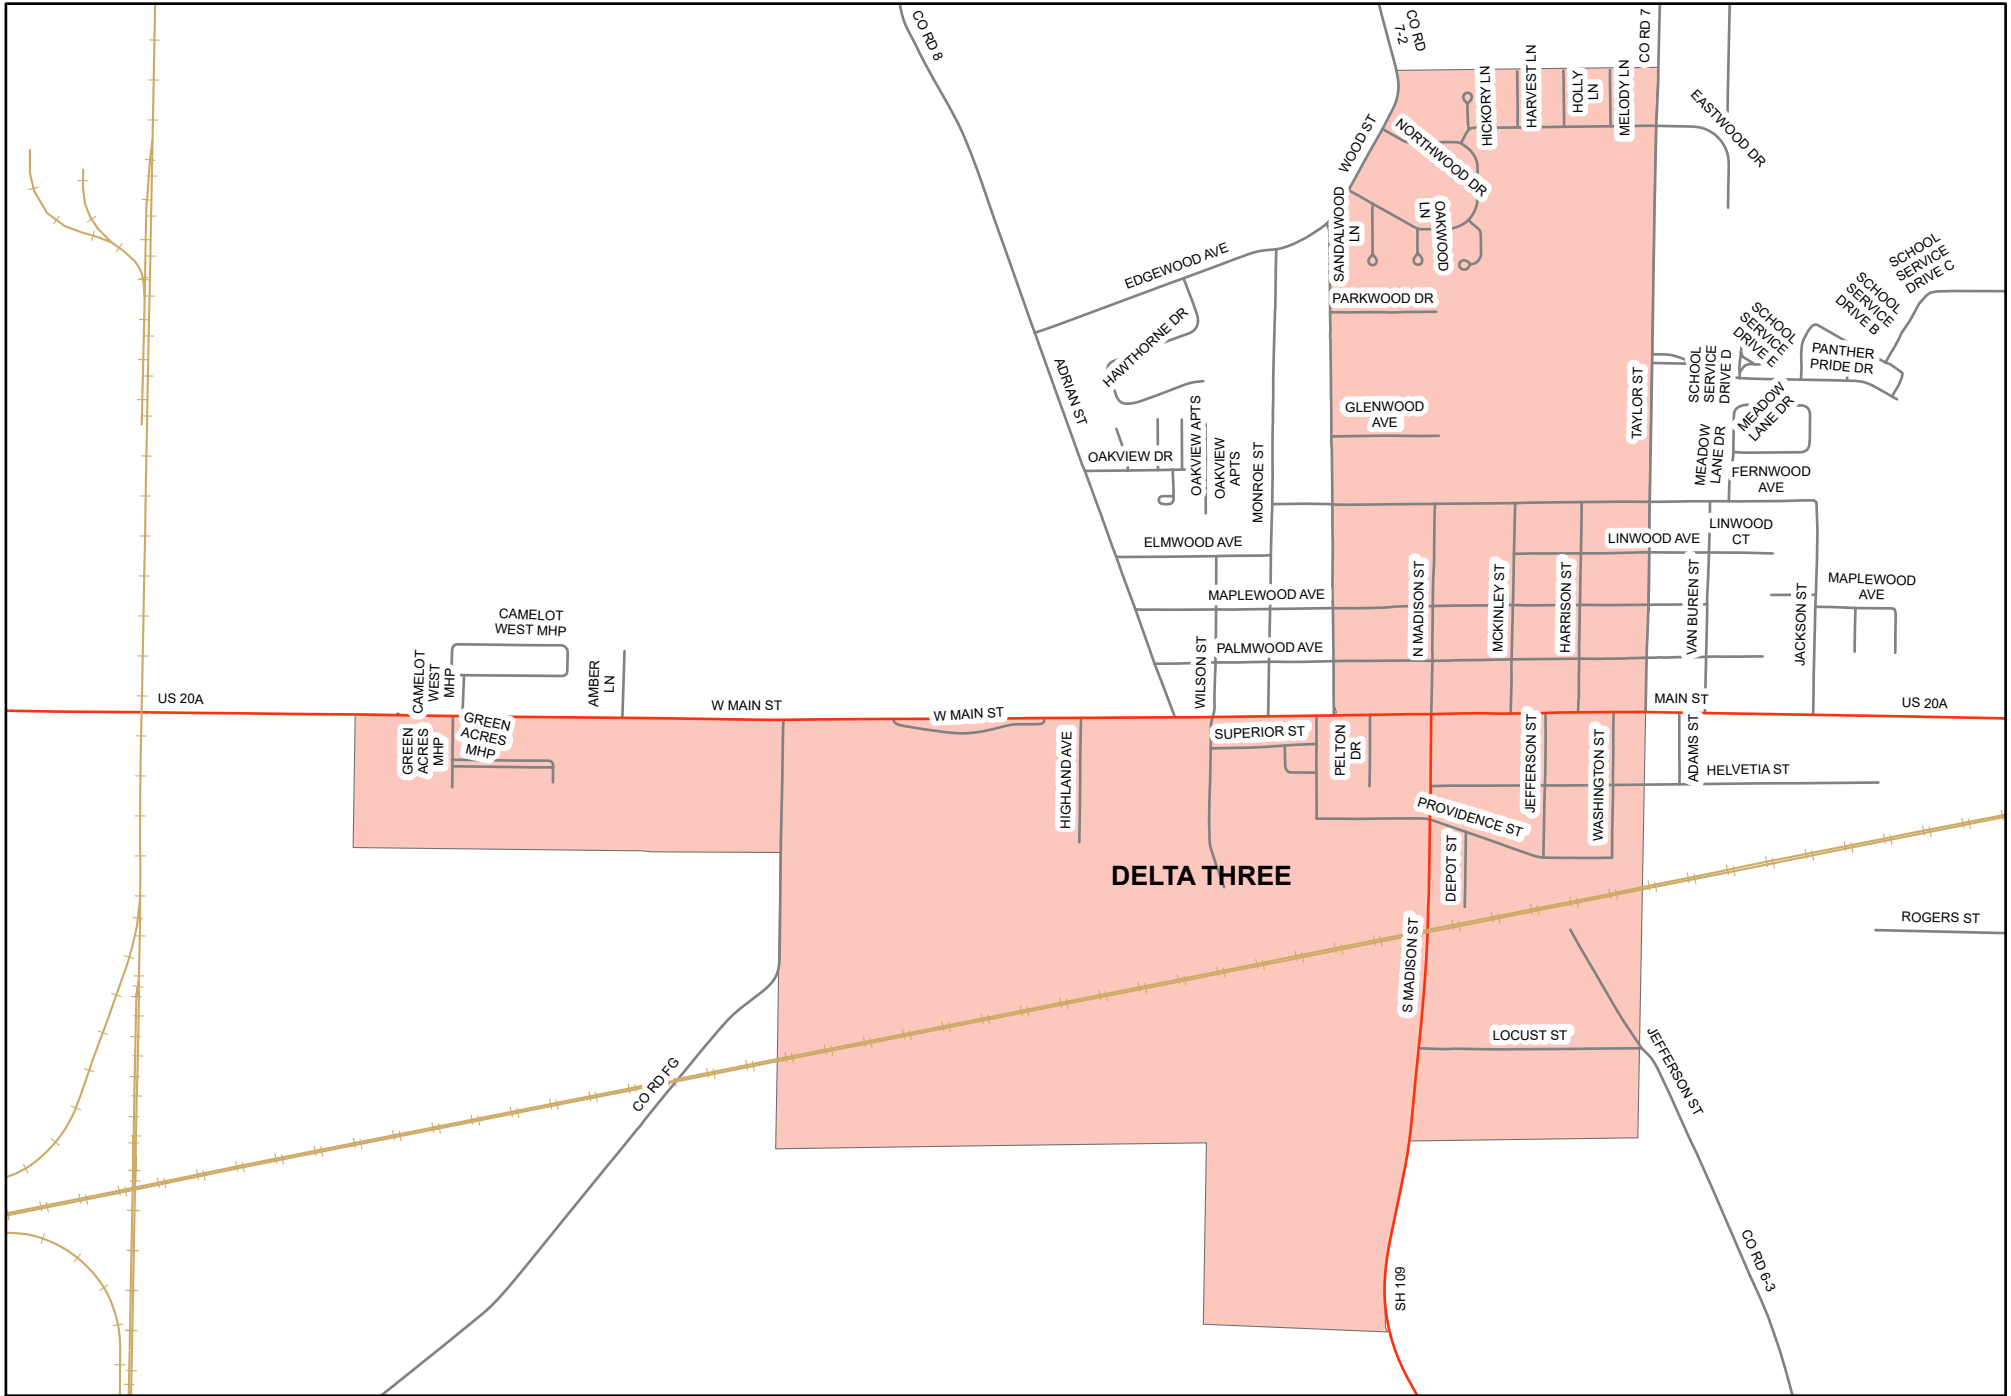 CO RD 8
CO RD
7-2
CO RD 7
HICKORY LN
HARVEST LN
HOLLY
LN
MELODY LN
EASTWOOD DR
WOOD ST
NORTHWOOD DR
SANDALWOOD
LN
OAKWOOD
LN
EDGEWOOD AVE
PARKWOOD DR
HAWTHORNE DR
SCHOOL
SERVICE
DRIVE C
SCHOOL
SERVICE
DRIVE B
SCHOOL
SERVICE
DRIVE E
SCHOOL
SERVICE
DRIVE D
PANTHER
PRIDE DR
ADRIAN ST
TAYLOR ST
GLENWOOD
AVE
MEADOW
LANE DR
MEADOW
LANE DR
OAKVIEW DR
OAKVIEW APTS
OAKVIEW
APTS
MONROE ST
FERNWOOD
AVE
ELMWOOD AVE
LINWOOD AVE
LINWOOD
CT
MAPLEWOOD AVE
N MADISON ST
MCKINLEY ST
HARRISON ST
VAN BUREN ST
JACKSON ST
MAPLEWOOD
AVE
CAMELOT
WEST MHP
CAMELOT
WEST
MHP
AMBER
LN
WILSON ST
PALMWOOD AVE
US 20A
W MAIN ST
W MAIN ST
MAIN ST
US 20A
GREEN
ACRES
MHP
GREEN
ACRES
MHP
HIGHLAND AVE
SUPERIOR ST
PELTON
DR
JEFFERSON ST
WASHINGTON ST
ADAMS ST
HELVETIA ST
PROVIDENCE ST
DEPOT ST
DELTA THREE
S MADISON ST
ROGERS ST
LOCUST ST
JEFFERSON ST
CO RD FG
SH 109
CO RD 6-3